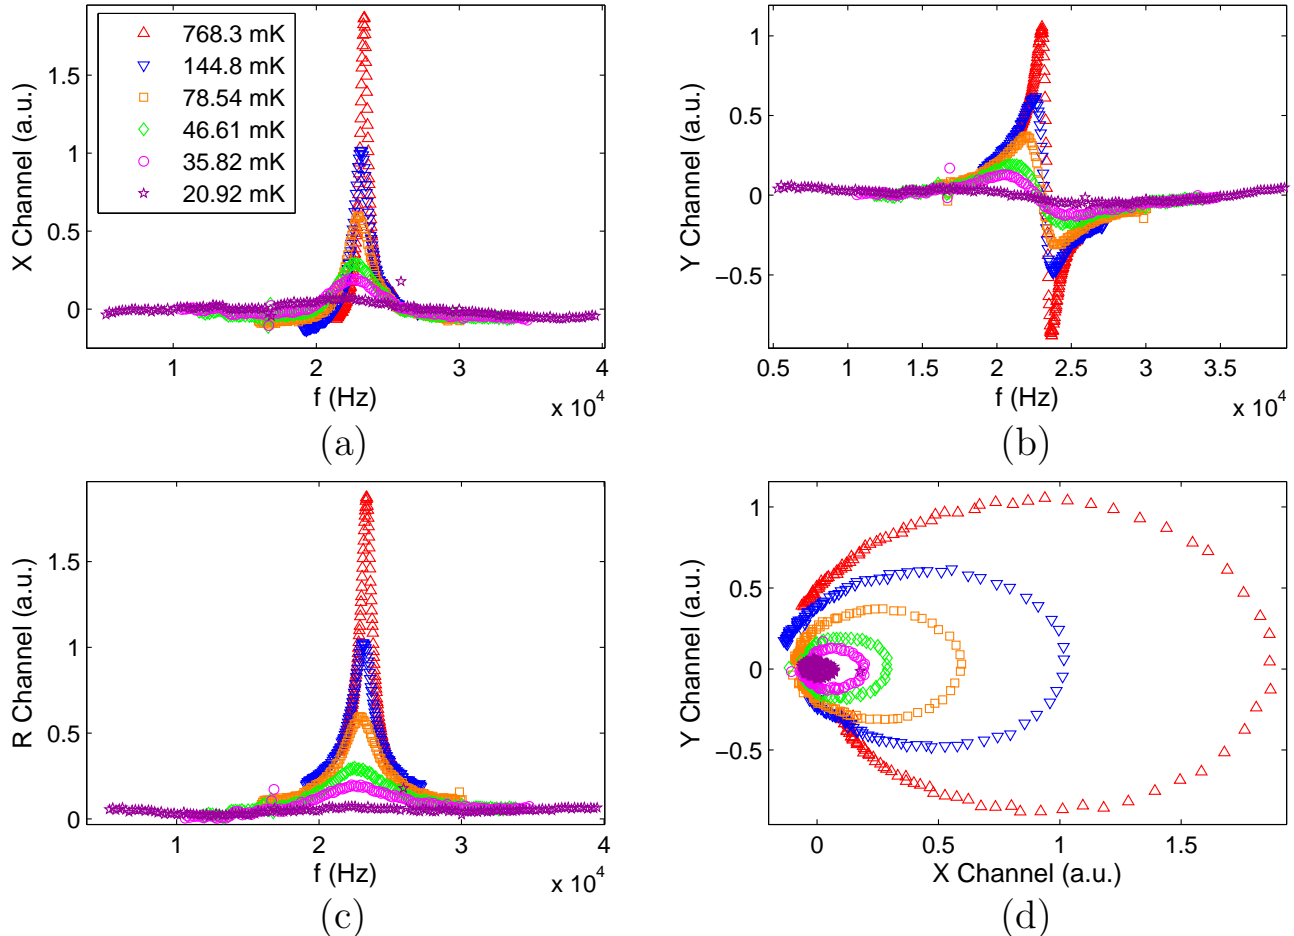 768.3 mK
144.8 mK
78.54 mK
46.61 mK
35.82 mK
20.92 mK
X Channel (a.u.)
1.5
1
0.5
0
1 2 3 4
x 10^4
f (Hz)
(a)
Y Channel (a.u.)
1
0.5
0
−0.5
0.5 1 1.5 2 2.5 3 3.5
x 10^4
f (Hz)
(b)
R Channel (a.u.)
1.5
1
0.5
0
1 2 3 4
x 10^4
f (Hz)
(c)
Y Channel (a.u.)
1
0.5
0
−0.5
0 0.5 1 1.5
X Channel (a.u.)
(d)